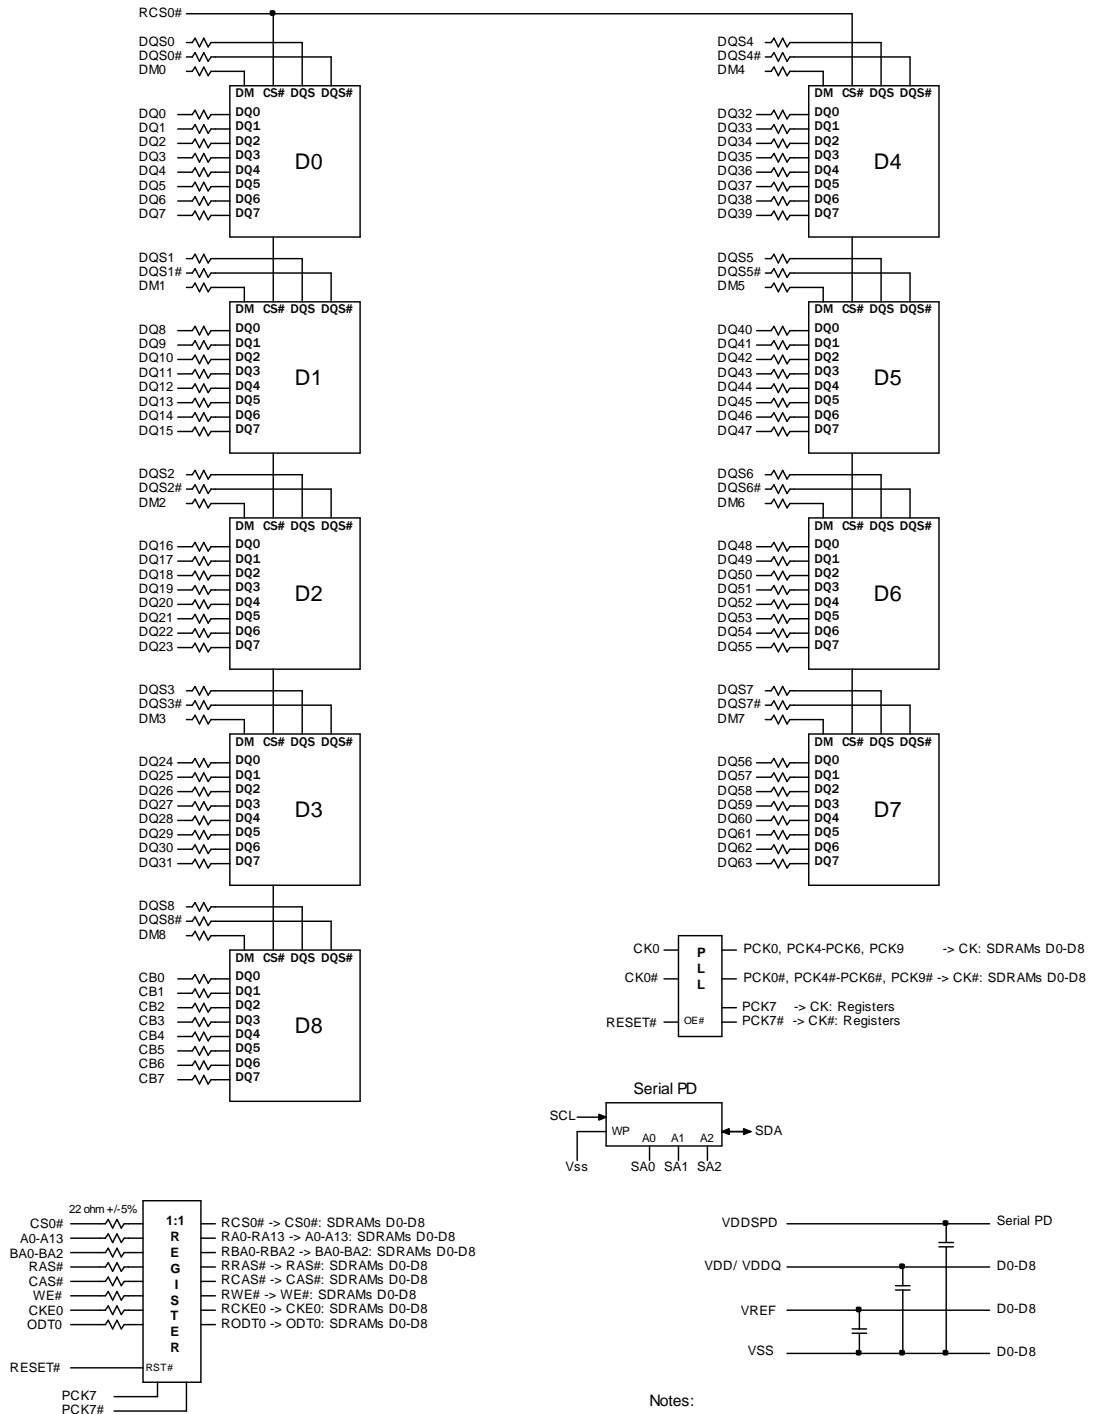 RCS0#
DQS0
DQS0#
DM0
DM CS# DQS DQS#
DQ0 DQ0
DQ1 DQ1
DQ2 DQ2
DQ3 DQ3
DQ4 DQ4
DQ5 DQ5
DQ6 DQ6
DQ7 DQ7
D0
DQS4
DQS4#
DM4
DM CS# DQS DQS#
DQ32 DQ0
DQ33 DQ1
DQ34 DQ2
DQ35 DQ3
DQ36 DQ4
DQ37 DQ5
DQ38 DQ6
DQ39 DQ7
D4
DQS1
DQS1#
DM1
DM CS# DQS DQS#
DQ8 DQ0
DQ9 DQ1
DQ10 DQ2
DQ11 DQ3
DQ12 DQ4
DQ13 DQ5
DQ14 DQ6
DQ15 DQ7
D1
DQS5
DQS5#
DM5
DM CS# DQS DQS#
DQ40 DQ0
DQ41 DQ1
DQ42 DQ2
DQ43 DQ3
DQ44 DQ4
DQ45 DQ5
DQ46 DQ6
DQ47 DQ7
D5
DQS2
DQS2#
DM2
DM CS# DQS DQS#
DQ16 DQ0
DQ17 DQ1
DQ18 DQ2
DQ19 DQ3
DQ20 DQ4
DQ21 DQ5
DQ22 DQ6
DQ23 DQ7
D2
DQS6
DQS6#
DM6
DM CS# DQS DQS#
DQ48 DQ0
DQ49 DQ1
DQ50 DQ2
DQ51 DQ3
DQ52 DQ4
DQ53 DQ5
DQ54 DQ6
DQ55 DQ7
D6
DQS3
DQS3#
DM3
DM CS# DQS DQS#
DQ24 DQ0
DQ25 DQ1
DQ26 DQ2
DQ27 DQ3
DQ28 DQ4
DQ29 DQ5
DQ30 DQ6
DQ31 DQ7
D3
DQS7
DQS7#
DM7
DM CS# DQS DQS#
DQ56 DQ0
DQ57 DQ1
DQ58 DQ2
DQ59 DQ3
DQ60 DQ4
DQ61 DQ5
DQ62 DQ6
DQ63 DQ7
D7
DQS8
DQS8#
DM8
DM CS# DQS DQS#
CB0 DQ0
CB1 DQ1
CB2 DQ2
CB3 DQ3
CB4 DQ4
CB5 DQ5
CB6 DQ6
CB7 DQ7
D8
PLL
CK0 PCK0, PCK4-PCK6, PCK9 -> CK: SDRAMs D0-D8
CK0# PCK0#, PCK4#-PCK6#, PCK9# -> CK#: SDRAMs D0-D8
PCK7 -> CK: Registers
RESET# OE# PCK7# -> CK#: Registers
Serial PD
SCL
WP A0 A1 A2 SDA
Vss SA0 SA1 SA2
22 ohm +/-5%
1:1 REGISTER
CS0# RCS0# -> CS0#: SDRAMs D0-D8
A0-A13 RA0-RA13 -> A0-A13: SDRAMs D0-D8
BA0-BA2 RBA0-RBA2 -> BA0-BA2: SDRAMs D0-D8
RAS# RRAS# -> RAS#: SDRAMs D0-D8
CAS# RCAS# -> CAS#: SDRAMs D0-D8
WE# RWE# -> WE#: SDRAMs D0-D8
CKE0 RCKE0 -> CKE0: SDRAMs D0-D8
ODT0 RODT0 -> ODT0: SDRAMs D0-D8
RESET# RST#
PCK7
PCK7#
VDDSPD Serial PD
VDD/ VDDQ D0-D8
VREF D0-D8
VSS D0-D8
Notes: